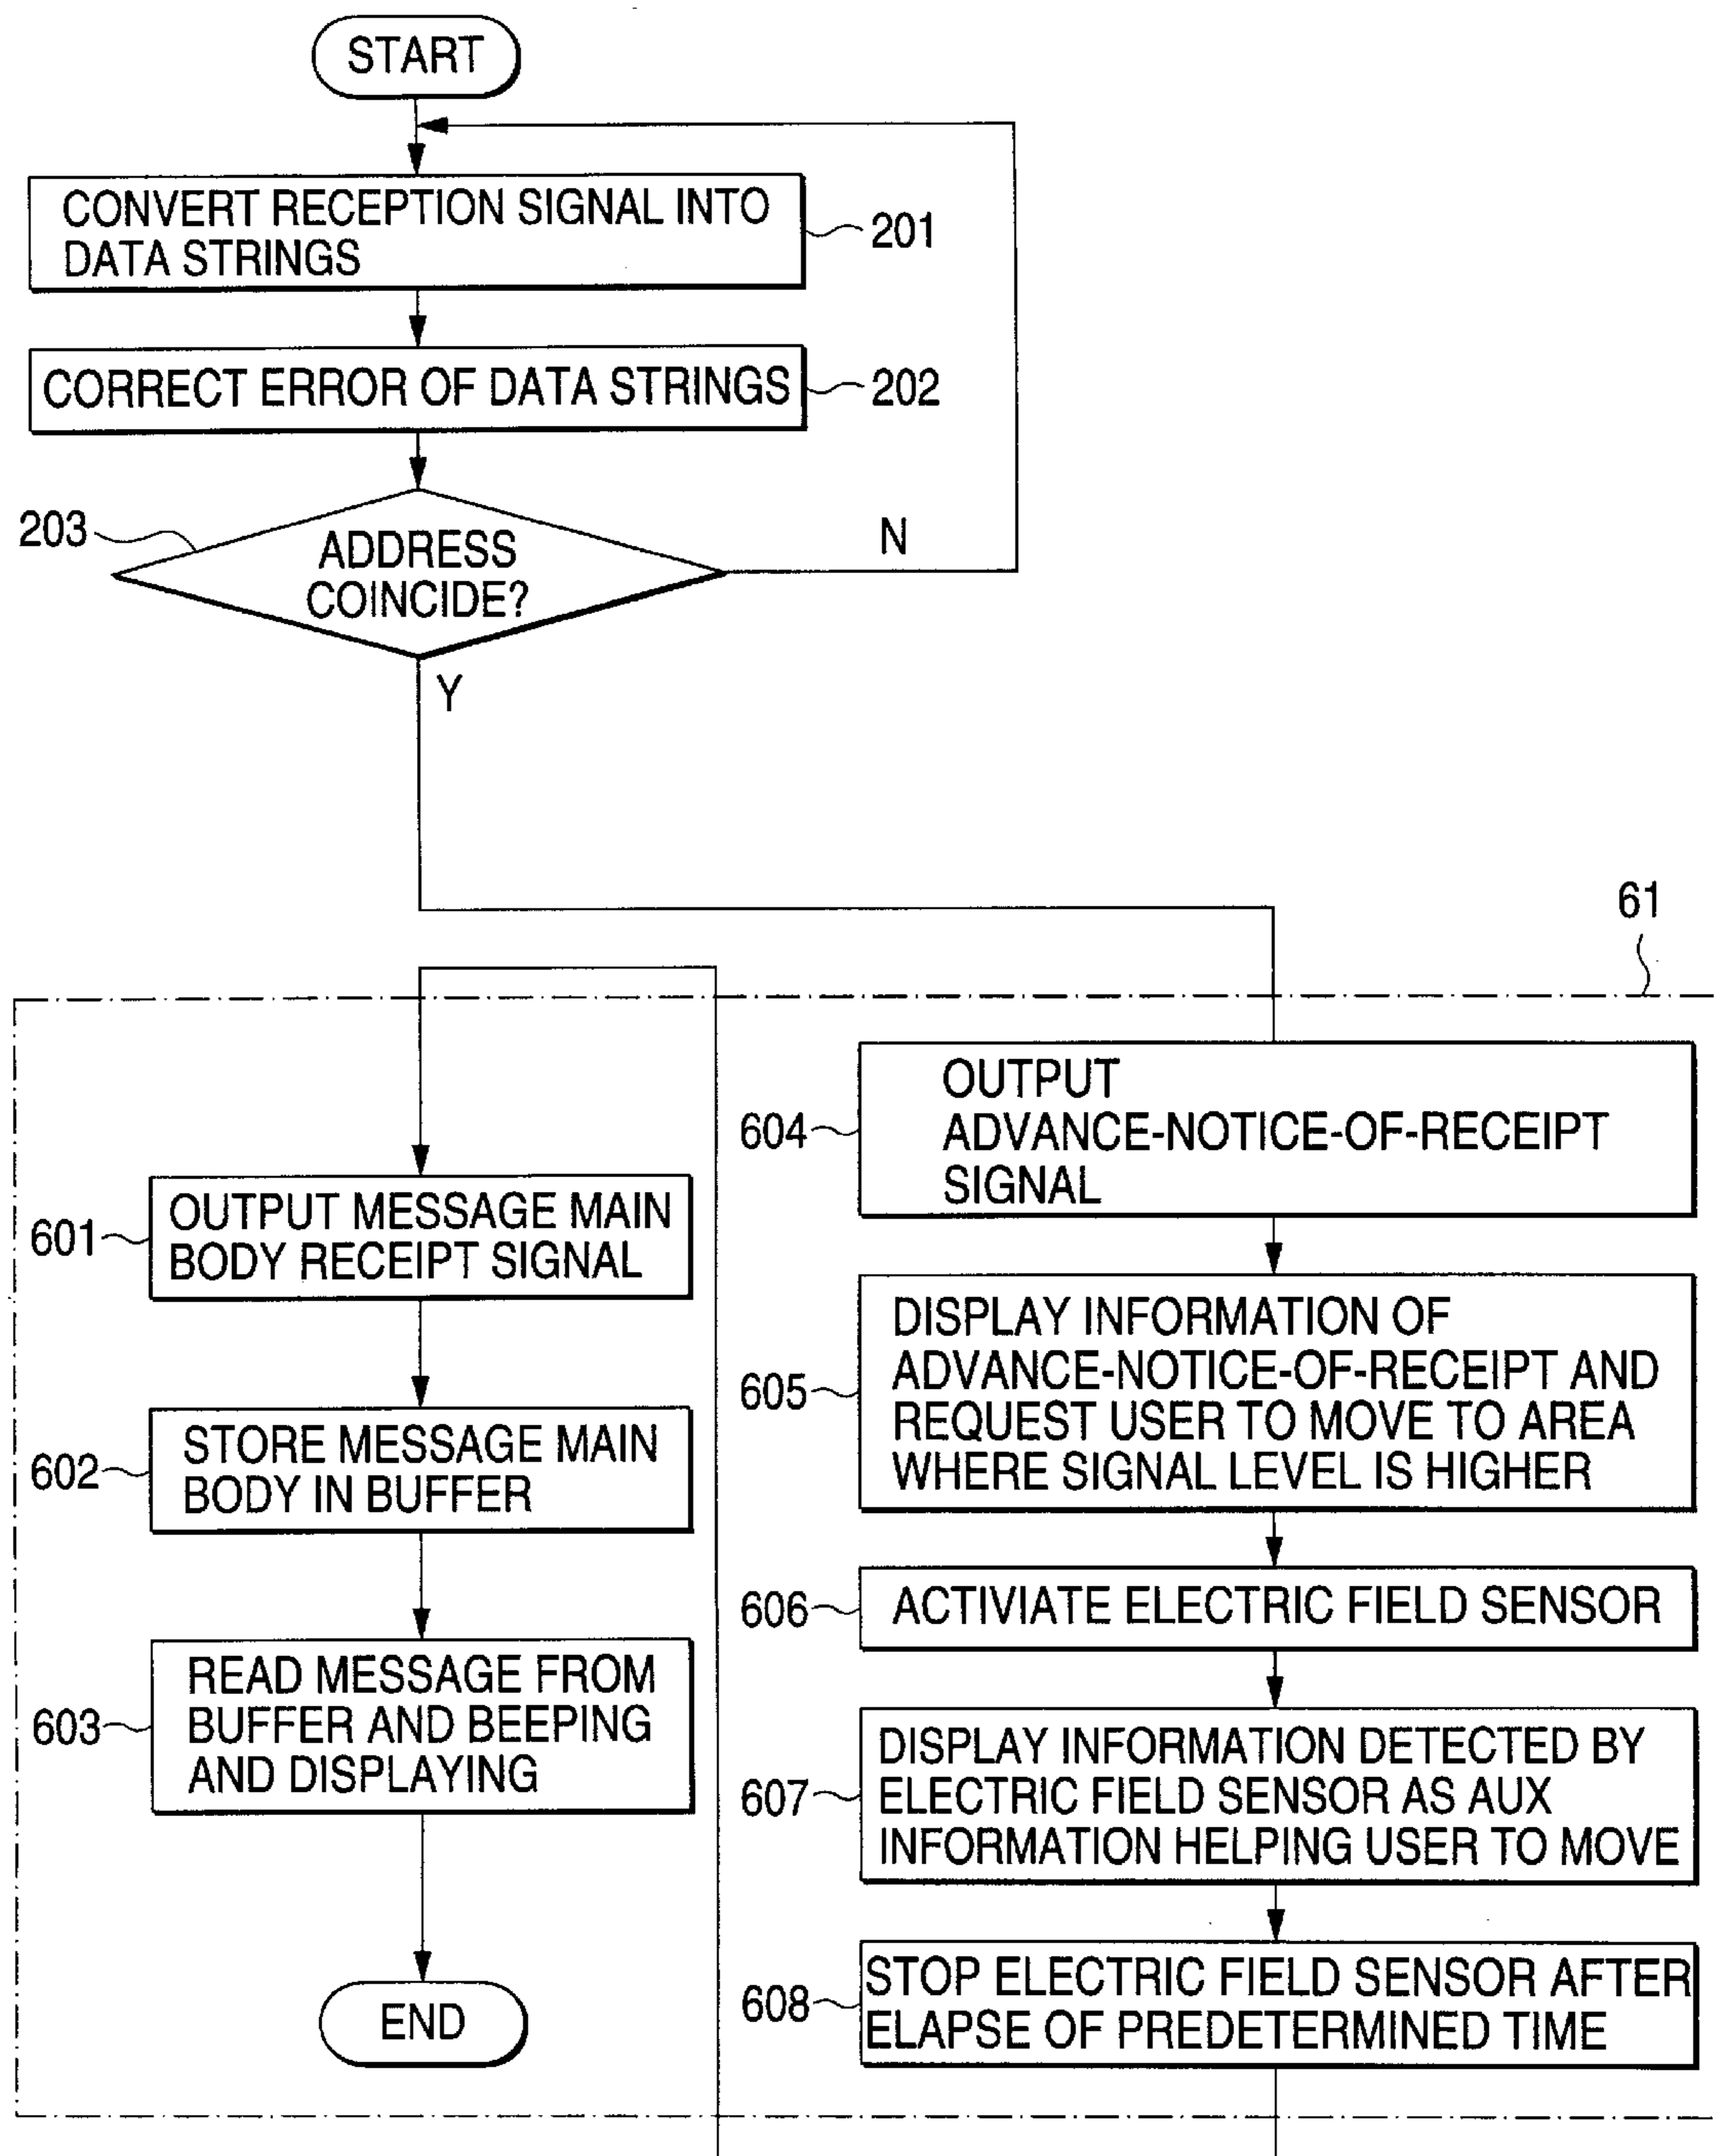 START
CONVERT RECEPTION SIGNAL INTO
DATA STRINGS
201
CORRECT ERROR OF DATA STRINGS
202
203
ADDRESS
COINCIDE?
N
Y
61
604
OUTPUT
ADVANCE-NOTICE-OF-RECEIPT
SIGNAL
605
DISPLAY INFORMATION OF
ADVANCE-NOTICE-OF-RECEIPT AND
REQUEST USER TO MOVE TO AREA
WHERE SIGNAL LEVEL IS HIGHER
606
ACTIVIATE ELECTRIC FIELD SENSOR
607
DISPLAY INFORMATION DETECTED BY
ELECTRIC FIELD SENSOR AS AUX
INFORMATION HELPING USER TO MOVE
608
STOP ELECTRIC FIELD SENSOR AFTER
ELAPSE OF PREDETERMINED TIME
601
OUTPUT MESSAGE MAIN
BODY RECEIPT SIGNAL
602
STORE MESSAGE MAIN
BODY IN BUFFER
603
READ MESSAGE FROM
BUFFER AND BEEPING
AND DISPLAYING
END